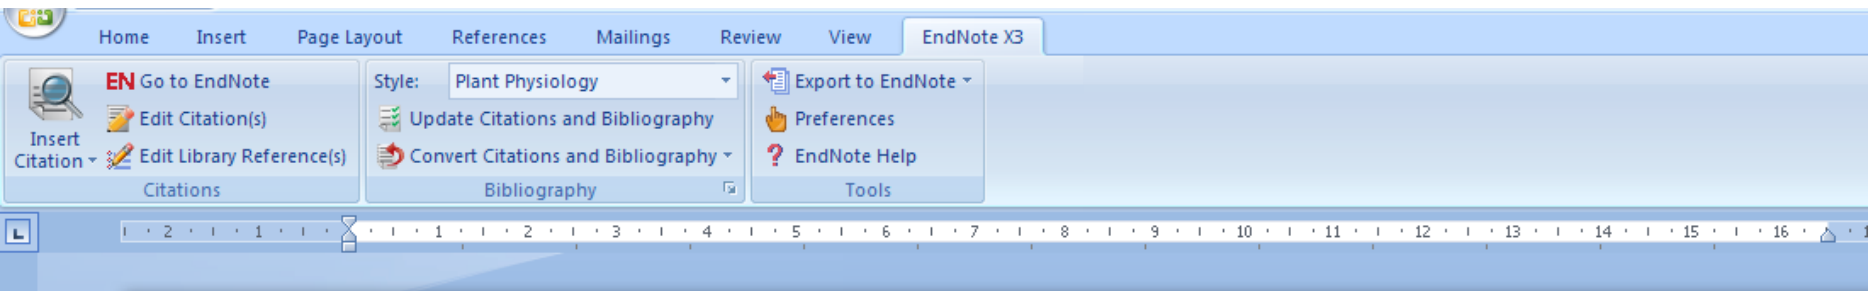 Home Insert Page Layout References Mailings Review View EndNote X3
EN Go to EndNote
Edit Citation(s)
Edit Library Reference(s)
Insert
Citation
Citations
Style: Plant Physiology
Update Citations and Bibliography
Convert Citations and Bibliography
Bibliography
Export to EndNote
Preferences
? EndNote Help
Tools
L
2 1 1 2 3 4 5 6 7 8 9 10 11 12 13 14 15 16